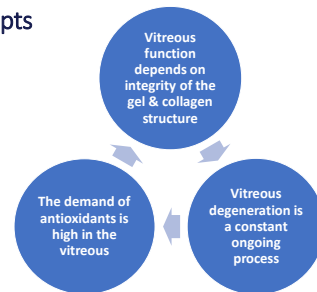 pts
Vitreous
function
depends on
integrity of the
gel & collagen
structure
The demand of
antioxidants is
high in the
vitreous
Vitreous
degeneration is
a constant
ongoing
process